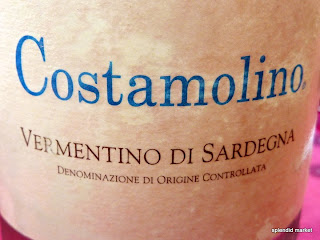 Costamolino
VERMENTINO DI SARDEGNA
DENOMINAZIONE DI ORIGINE CONTROLLATA
splendid market